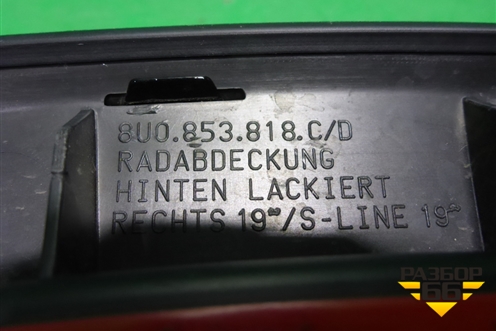 8U0.853.818.C/D
RADABDECKUNG
HINTEN LACKIERT
RECHTS 19"/S-LINE 19"
РАЗБОР
66